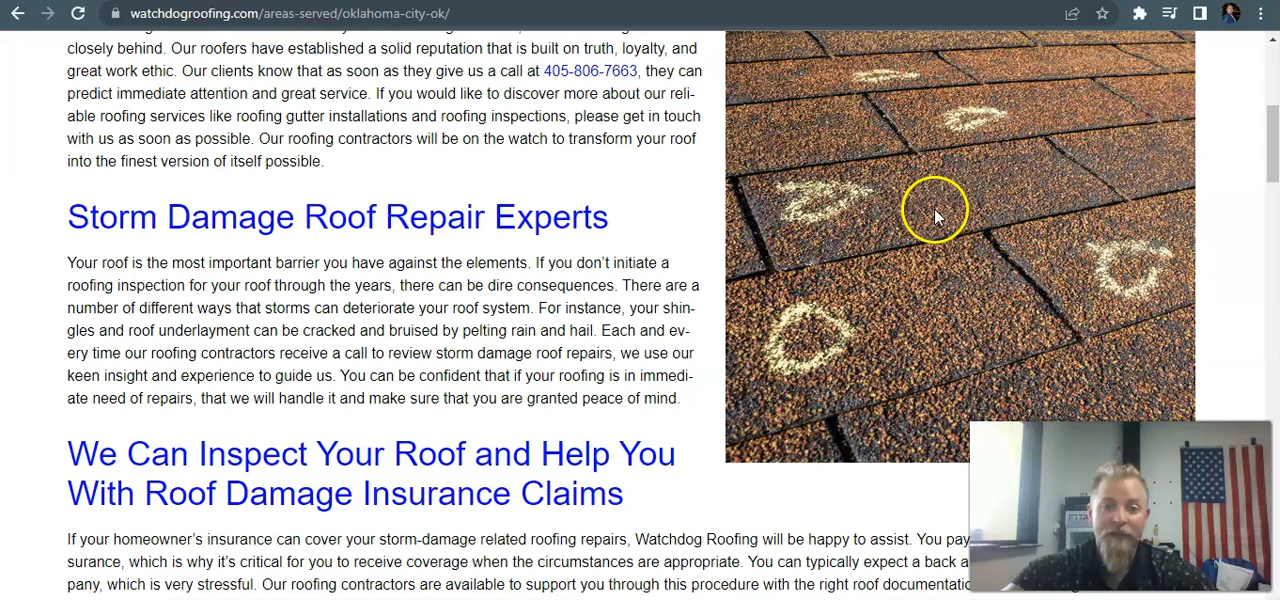 watchdogroofing.com/areas-served/oklahoma-city-ok/
closely behind. Our roofers have established a solid reputation that is built on truth, loyalty, and
great work ethic. Our clients know that as soon as they give us a call at 405-806-7663, they can
predict immediate attention and great service. If you would like to discover more about our reli-
able roofing services like roofing gutter installations and roofing inspections, please get in touch
with us as soon as possible. Our roofing contractors will be on the watch to transform your roof
into the finest version of itself possible.
Storm Damage Roof Repair Experts
Your roof is the most important barrier you have against the elements. If you don't initiate a
roofing inspection for your roof through the years, there can be dire consequences. There are a
number of different ways that storms can deteriorate your roof system. For instance, your shin-
gles and roof underlayment can be cracked and bruised by pelting rain and hail. Each and ev-
ery time our roofing contractors receive a call to review storm damage roof repairs, we use our
keen insight and experience to guide us. You can be confident that if your roofing is in immedi-
ate need of repairs, that we will handle it and make sure that you are granted peace of mind.
We Can Inspect Your Roof and Help You
With Roof Damage Insurance Claims
If your homeowner's insurance can cover your storm-damage related roofing repairs, Watchdog Roofing will be happy to assist. You pay
surance, which is why it's critical for you to receive coverage when the circumstances are appropriate. You can typically expect a back a
pany, which is very stressful. Our roofing contractors are available to support you through this procedure with the right roof documentatio